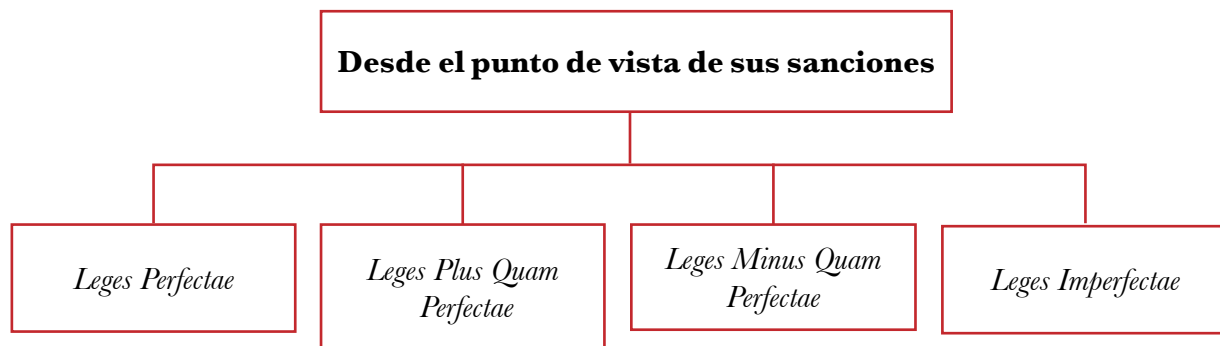 Desde el punto de vista de sus sanciones
Leges Perfectae
Leges Plus Quam
Perfectae
Leges Minus Quam
Perfectae
Leges Imperfectae